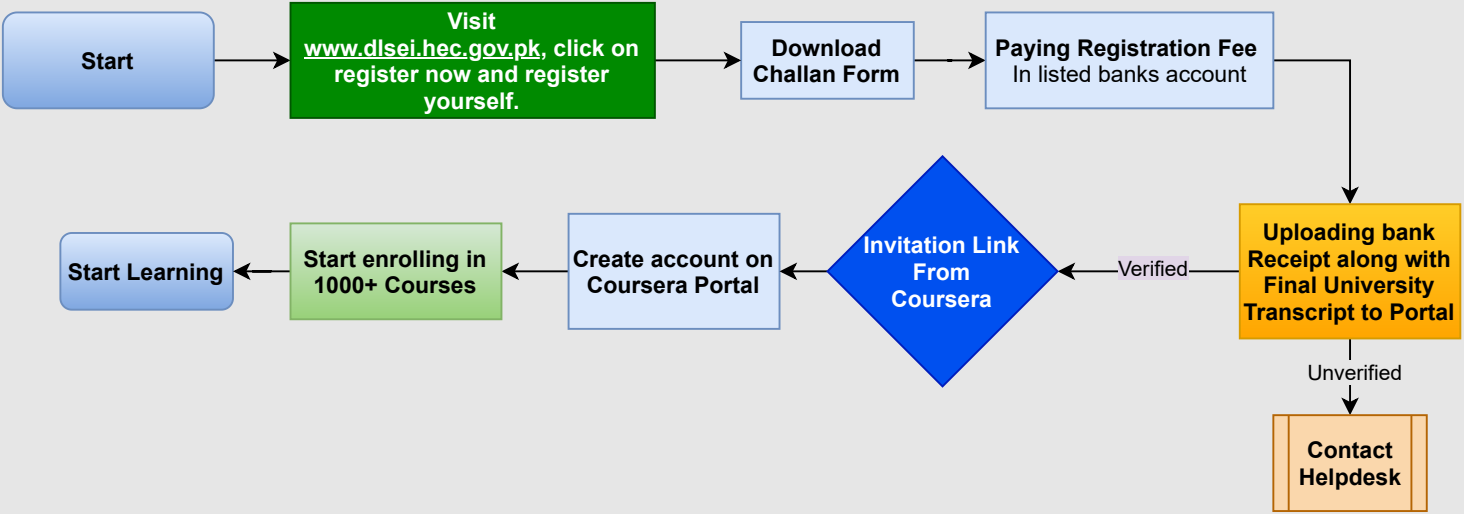 Start
Visit
www.dlsei.hec.gov.pk, click on
register now and register
yourself.
Download
Challan Form
Paying Registration Fee
In listed banks account
Uploading bank
Receipt along with
Final University
Transcript to Portal
Verified
Invitation Link
From
Coursera
Create account on
Coursera Portal
Start enrolling in
1000+ Courses
Start Learning
Unverified
Contact
Helpdesk